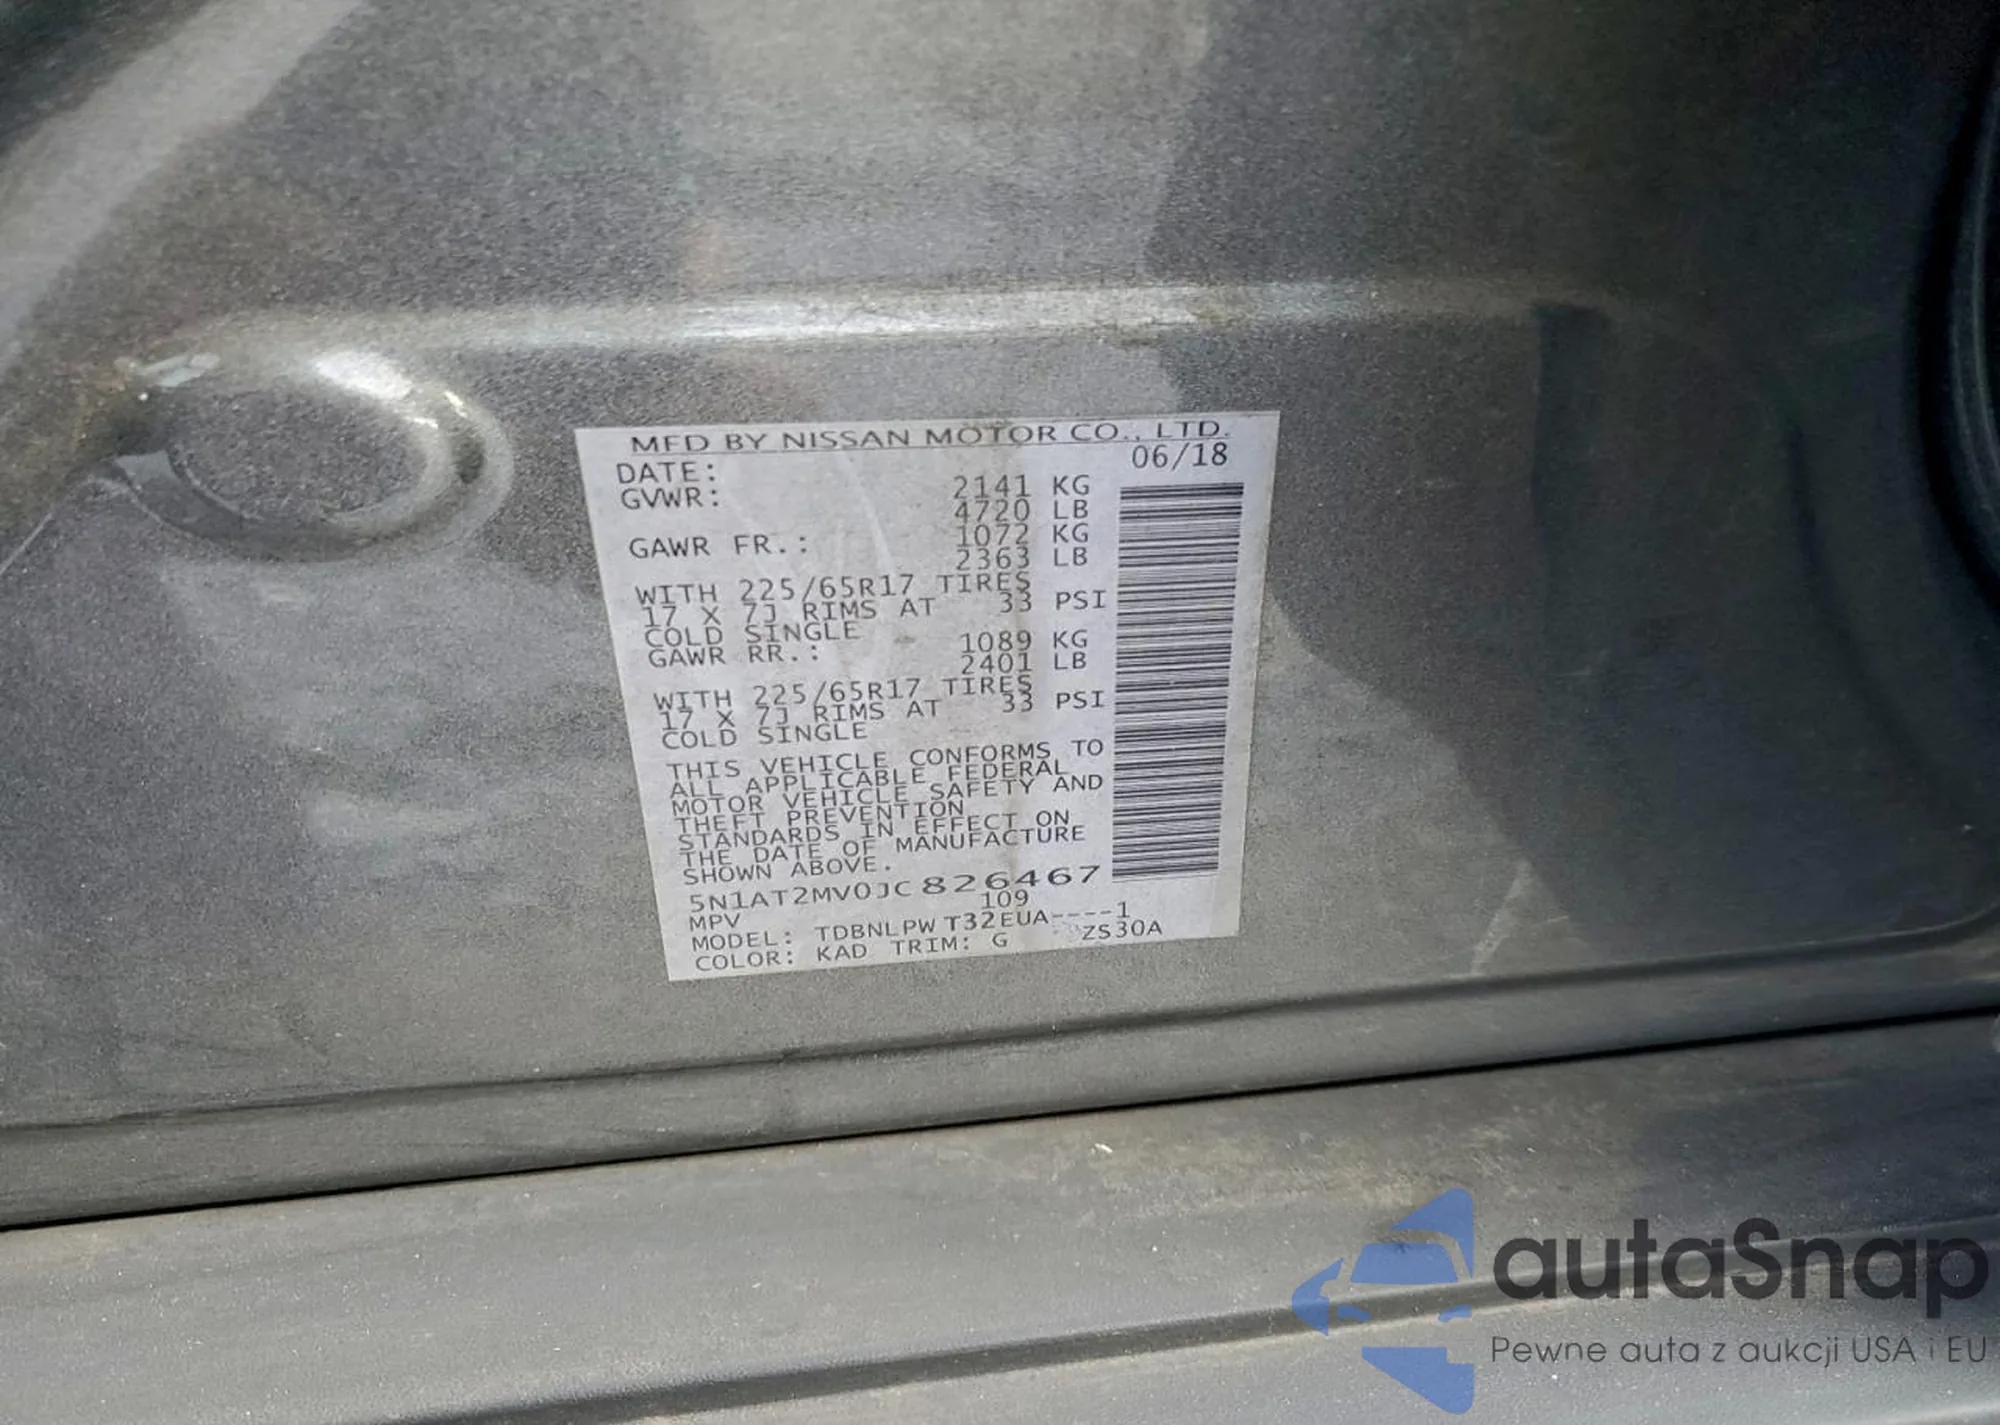 MFD BY NISSAN MOTOR CO., LTD.
DATE: 06/18
GVWR: 2141 KG
4720 LB
GAWR FR.: 1072 KG
2363 LB
WITH 225/65R17 TIRES
17 X 7J RIMS AT 33 PSI
COLD SINGLE
GAWR RR.: 1089 KG
2401 LB
WITH 225/65R17 TIRES
17 X 7J RIMS AT 33 PSI
COLD SINGLE
THIS VEHICLE CONFORMS TO
ALL APPLICABLE FEDERAL
MOTOR VEHICLE SAFETY AND
THEFT PREVENTION
STANDARDS IN EFFECT ON
THE DATE OF MANUFACTURE
SHOWN ABOVE.
5N1AT2MV0JC826467
MPV 109
MODEL: TDBNLPWT32EUA----1
COLOR: KAD TRIM: G ZS30A
autaSnap
Pewne auta z aukcji USA i EU